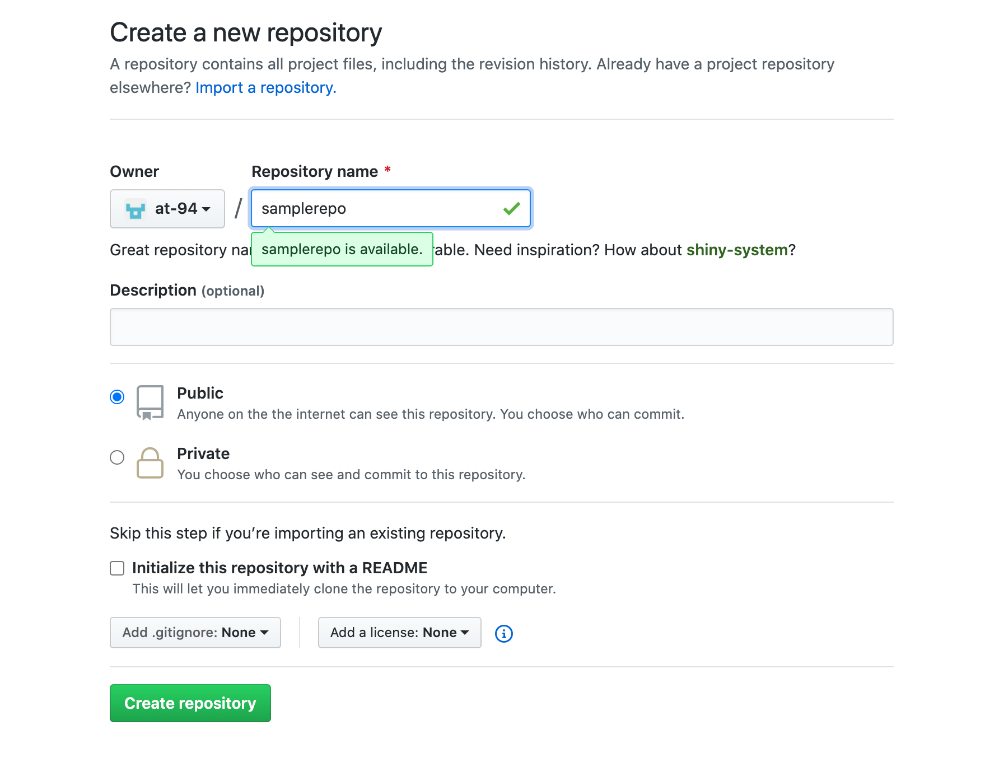 Create a new repository
A repository contains all project files, including the revision history. Already have a project repository
elsewhere? Import a repository.
Owner Repository name *
at-94 / samplerepo
Great repository samplerepo is available. Need inspiration? How about shiny-system?
Description (optional)
Public
Anyone on the the internet can see this repository. You choose who can commit.
Private
You choose who can see and commit to this repository.
Skip this step if you’re importing an existing repository.
Initialize this repository with a README
This will let you immediately clone the repository to your computer.
Add .gitignore: None Add a license: None
Create repository